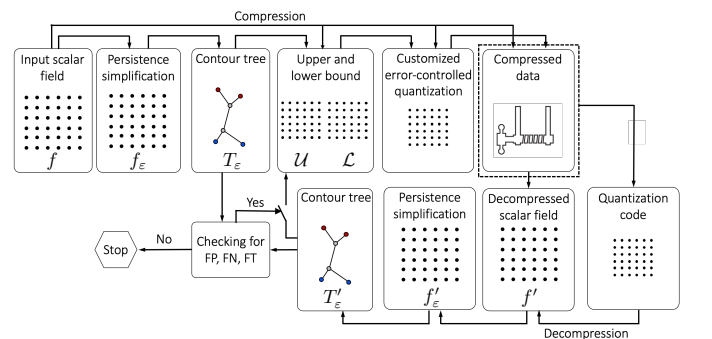 Compression
Input scalar
field
f
Persistence
simplification
f_ε
Contour tree
T_ε
Upper and
lower bound
𝒰 ℒ
Customized
error-controlled
quantization
Compressed
data
Yes
No
Stop
Checking for
FP, FN, FT
Contour tree
T′_ε
Persistence
simplification
f′_ε
Decompressed
scalar field
f′
Quantization
code
Decompression